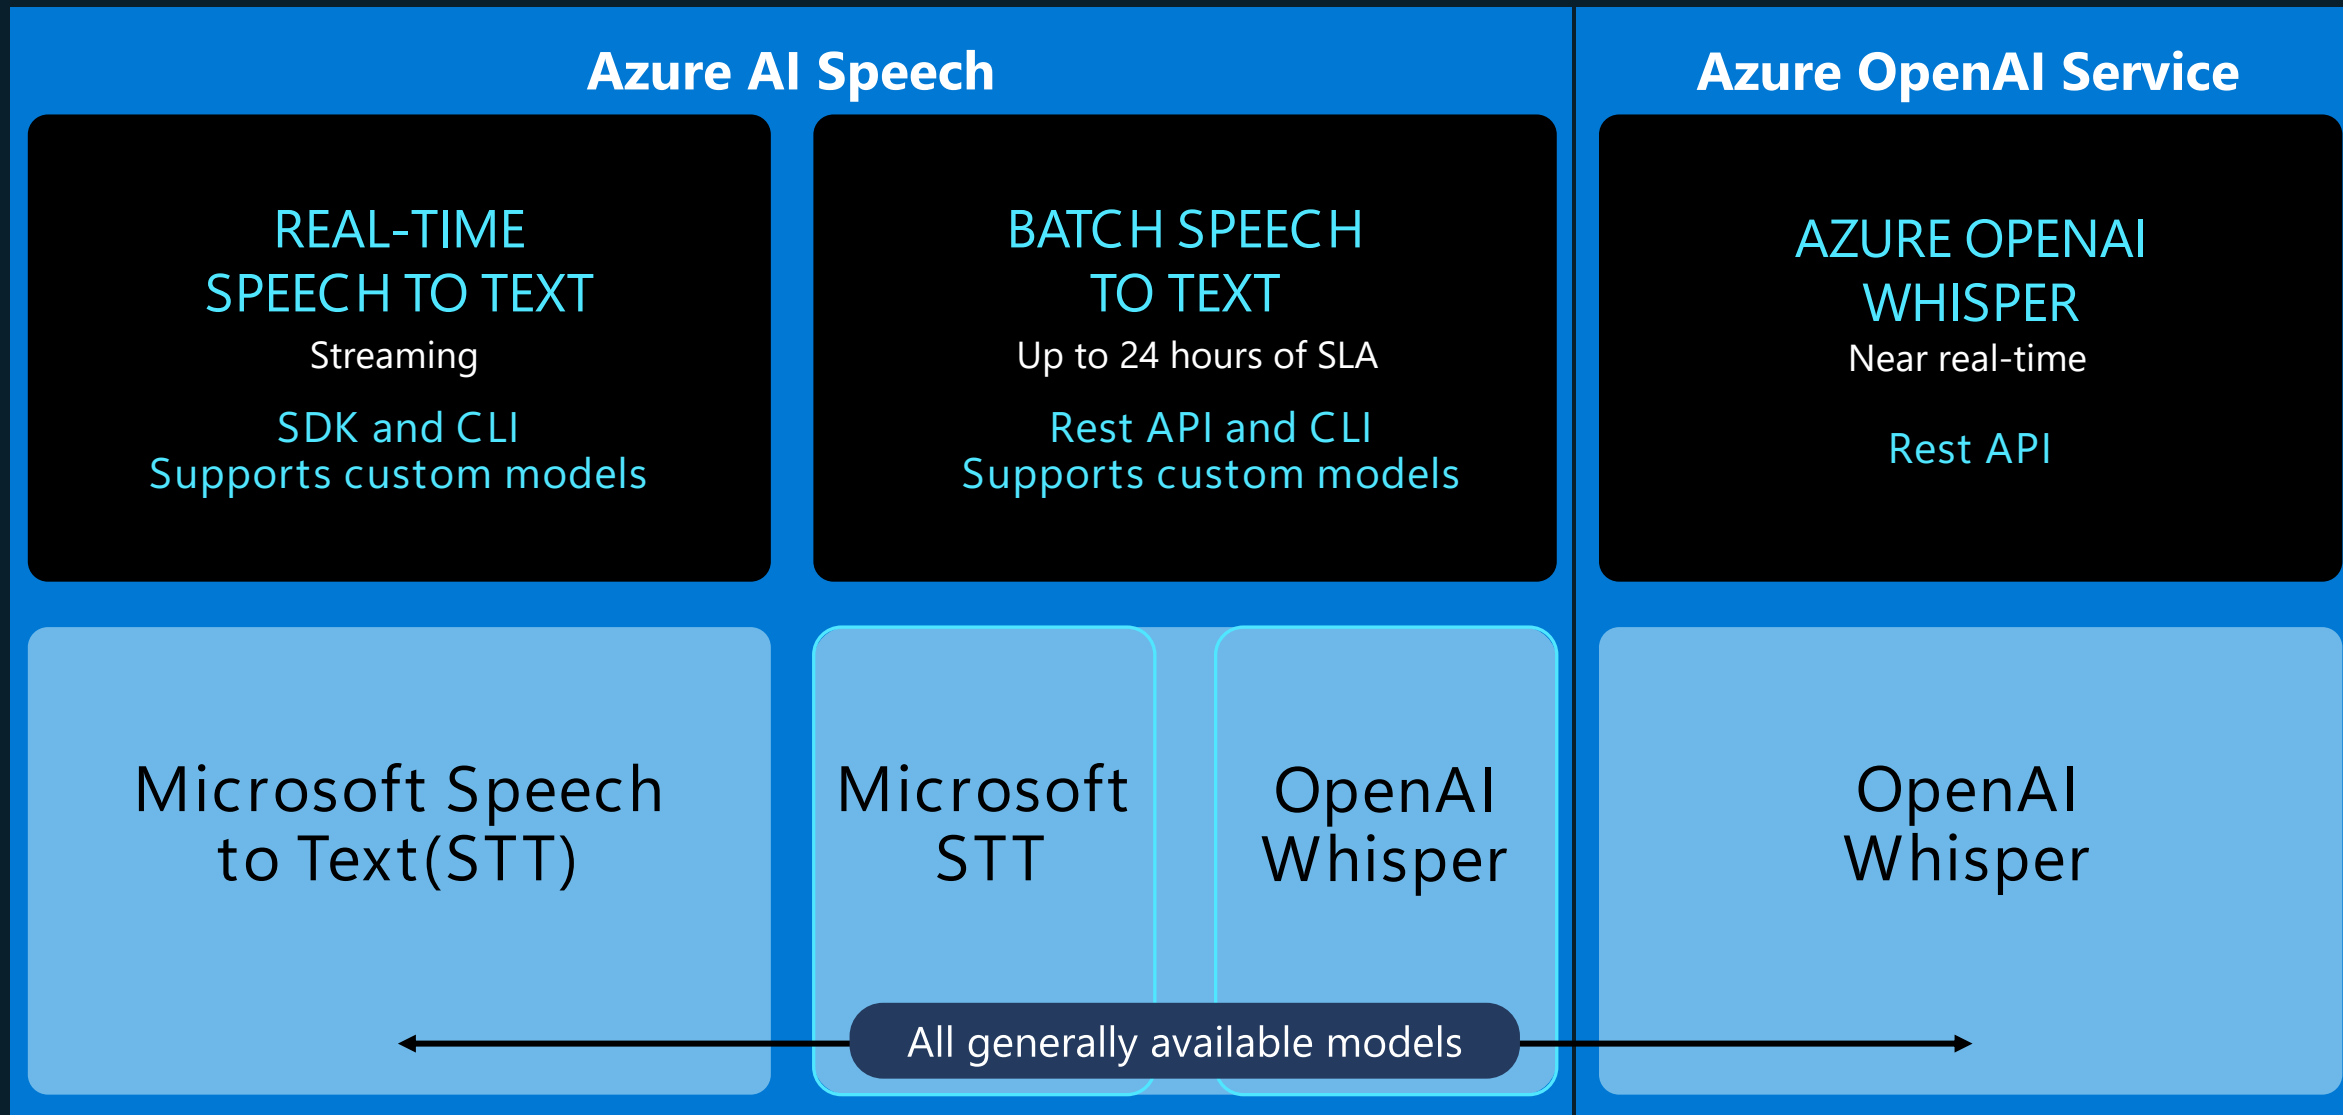 Azure AI Speech
Azure OpenAI Service
REAL-TIME
SPEECH TO TEXT
Streaming
SDK and CLI
Supports custom models
BATCH SPEECH
TO TEXT
Up to 24 hours of SLA
Rest API and CLI
Supports custom models
AZURE OPENAI
WHISPER
Near real-time
Rest API
Microsoft Speech
to Text(STT)
Microsoft
STT
OpenAI
Whisper
OpenAI
Whisper
All generally available models